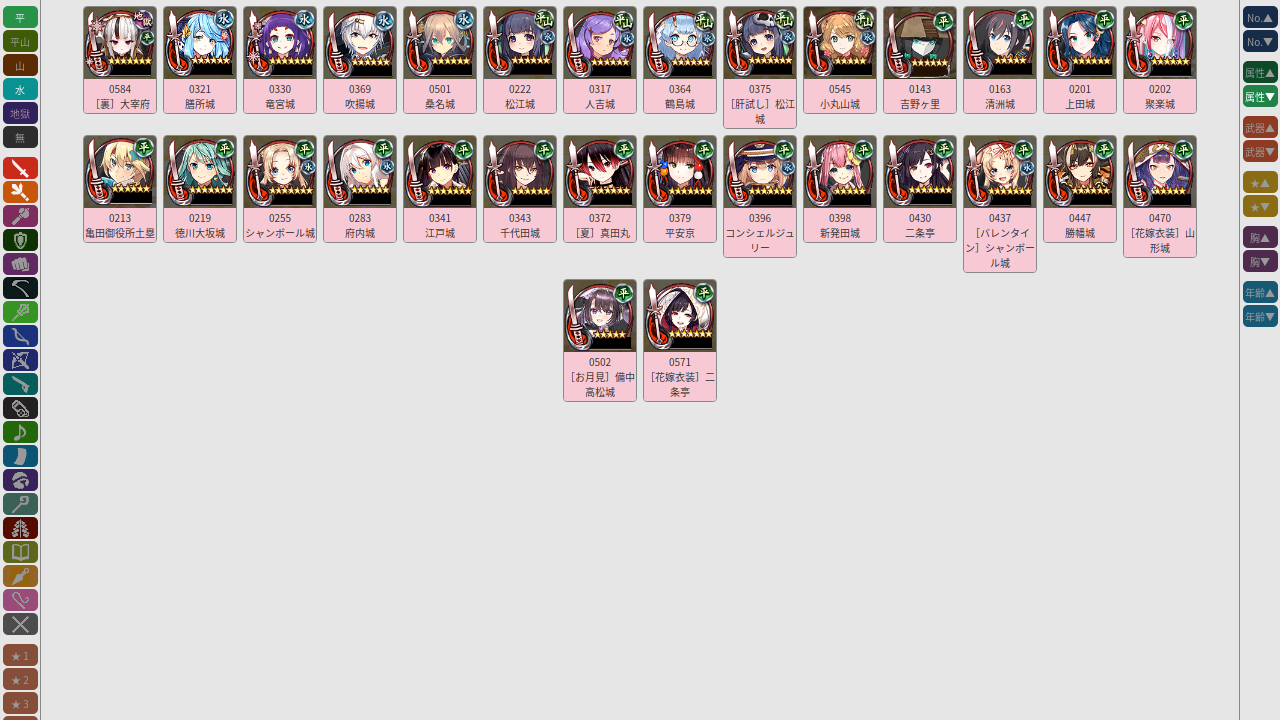 平
平山
山
水
地獄
無
★1
★2
★3
0584
［裏］大宰府
0321
膳所城
0330
竜宮城
0369
吹揚城
0501
桑名城
0222
松江城
0317
人吉城
0364
鶴島城
0375
［肝試し］松江
城
0545
小丸山城
0143
吉野ヶ里
0163
清洲城
0201
上田城
0202
聚楽城
0213
亀田御役所土塁
0219
徳川大坂城
0255
シャンボール城
0283
府内城
0341
江戸城
0343
千代田城
0372
［夏］真田丸
0379
平安京
0396
コンシェルジュ
リー
0398
新発田城
0430
二条亭
0437
［バレンタイ
ン］シャンボー
ル城
0447
勝幡城
0470
［花嫁衣装］山
形城
0502
［お月見］備中
高松城
0571
［花嫁衣装］二
条亭
No.▲
No.▼
属性▲
属性▼
武器▲
武器▼
★▲
★▼
胸▲
胸▼
年齢▲
年齢▼